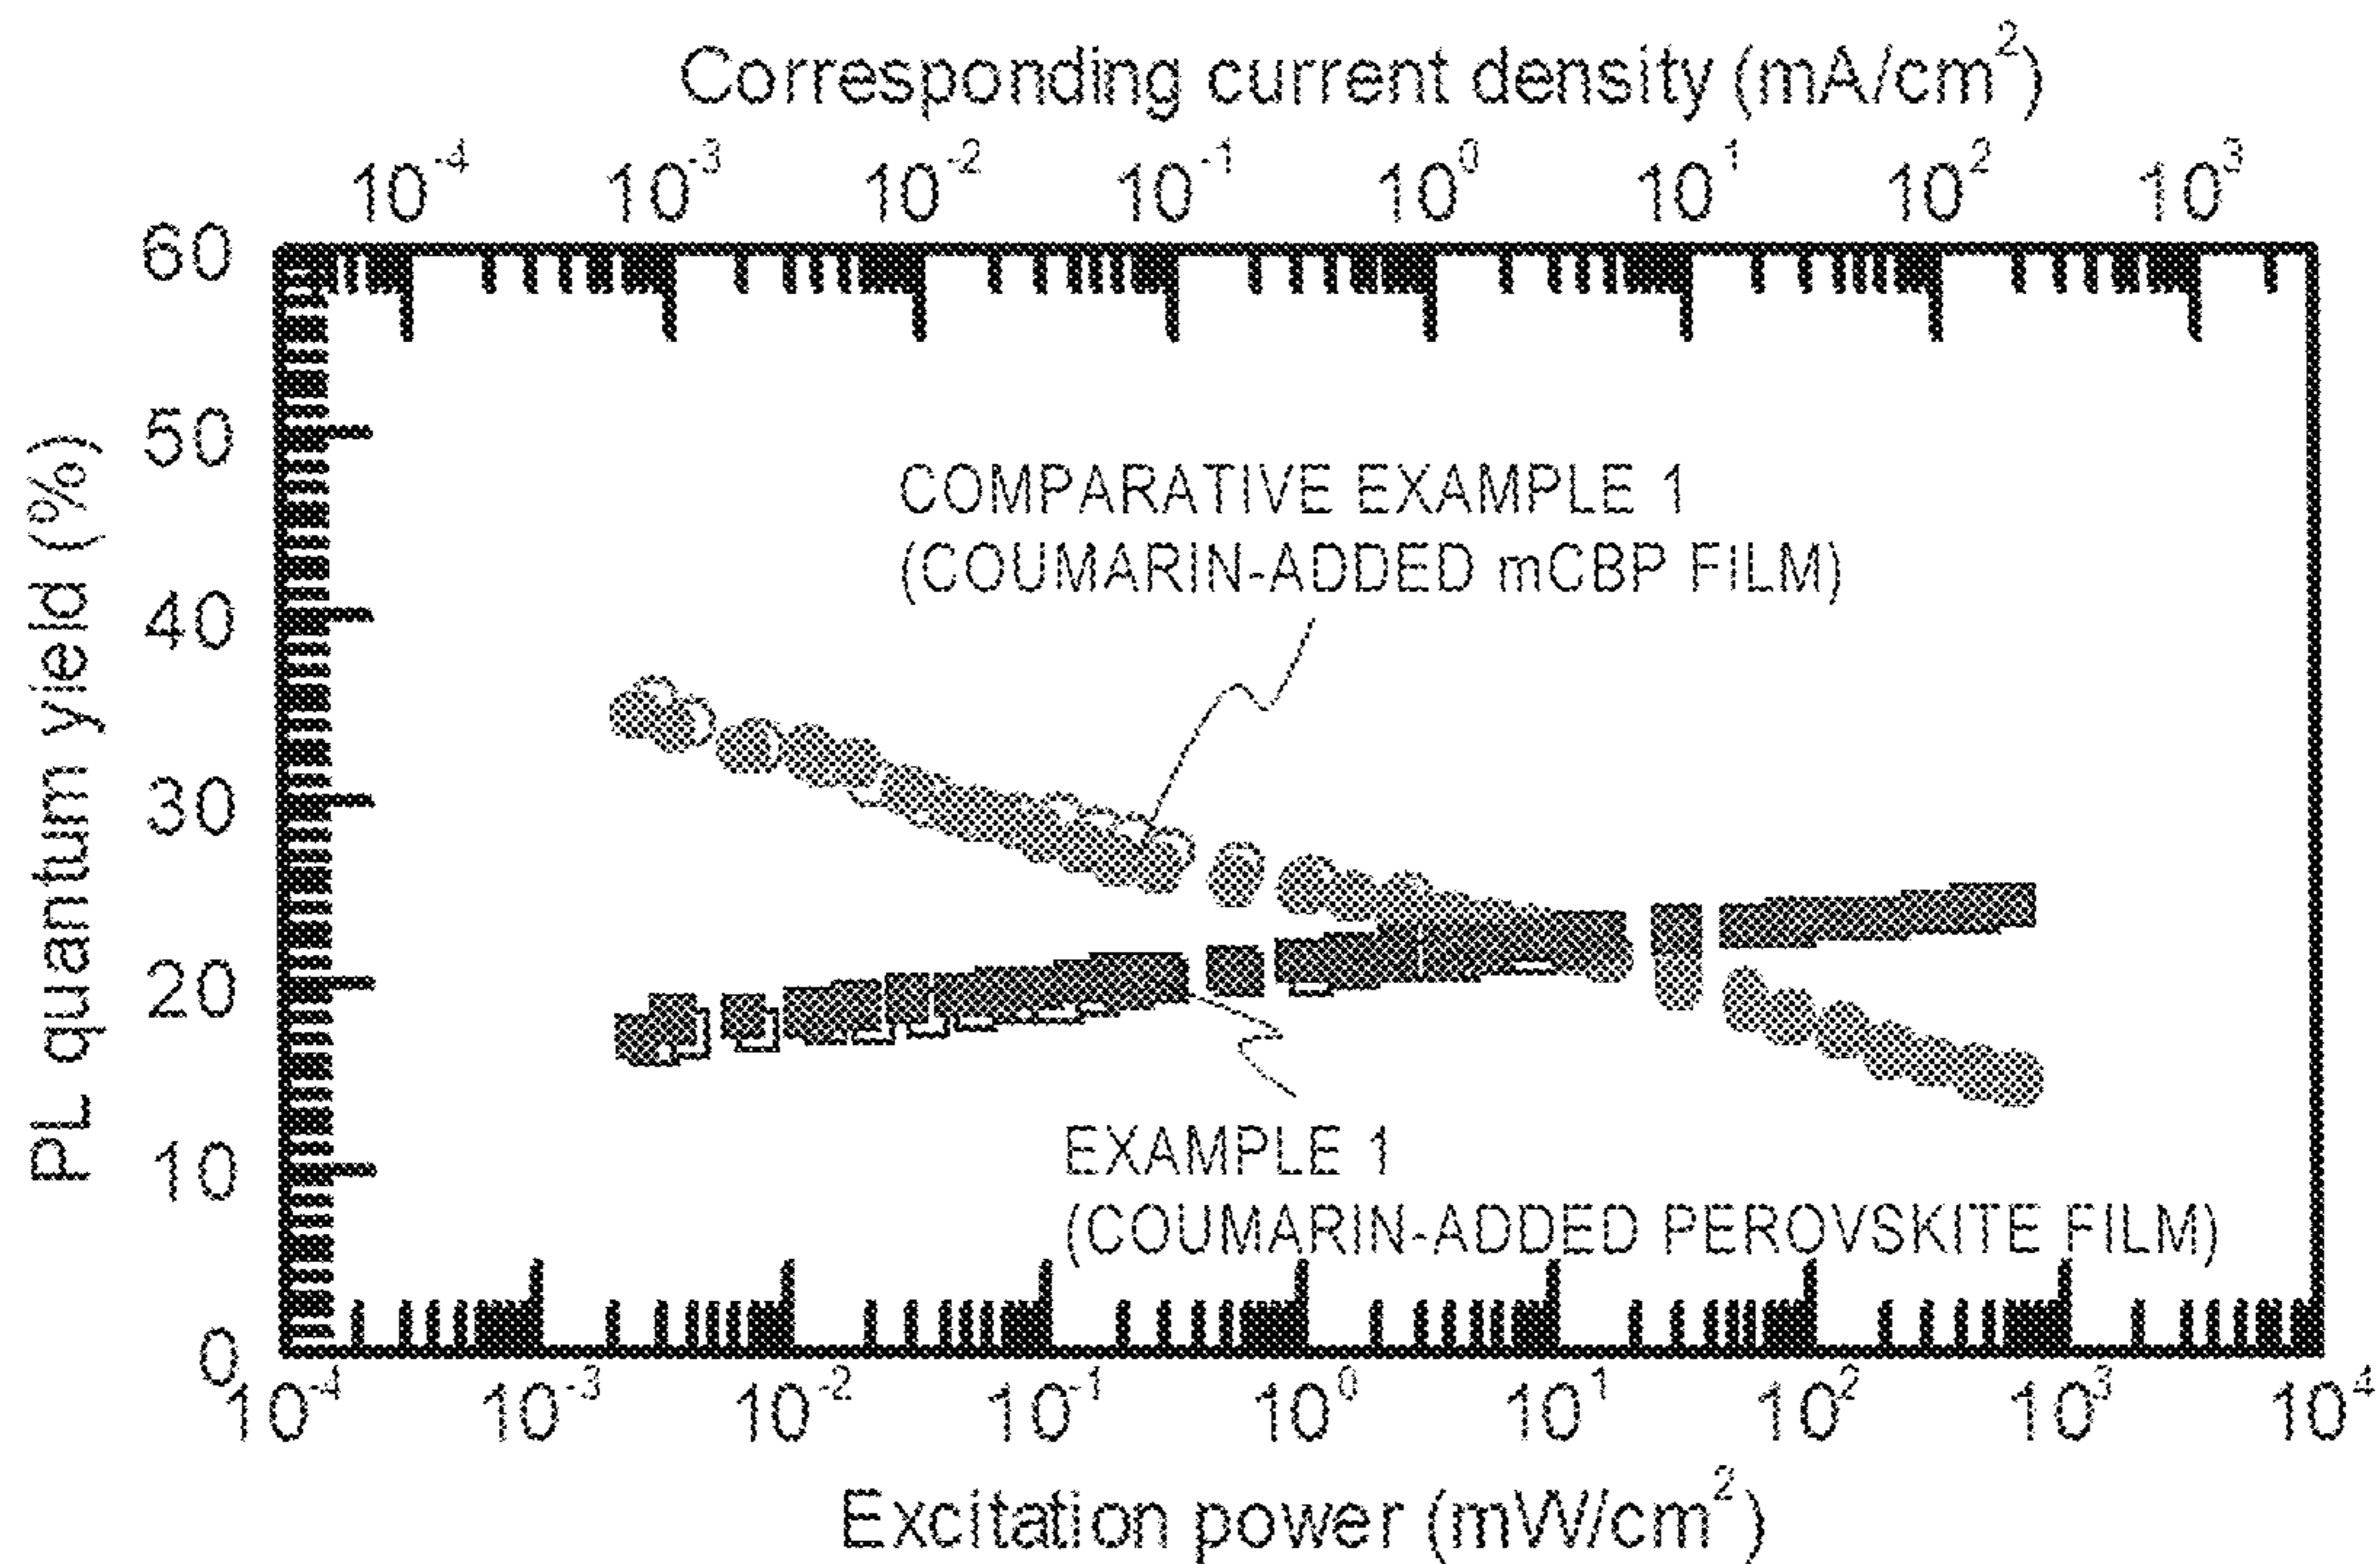 Corresponding current density (mA/cm²)
10⁻⁴ 10⁻³ 10⁻² 10⁻¹ 10⁰ 10¹ 10² 10³
60
50
40
30
20
10
0
PL quantum yield (%)
COMPARATIVE EXAMPLE 1
(COUMARIN-ADDED mCBP FILM)
EXAMPLE 1
(COUMARIN-ADDED PEROVSKITE FILM)
10⁻⁴ 10⁻³ 10⁻² 10⁻¹ 10⁰ 10¹ 10² 10³ 10⁴
Excitation power (mW/cm²)